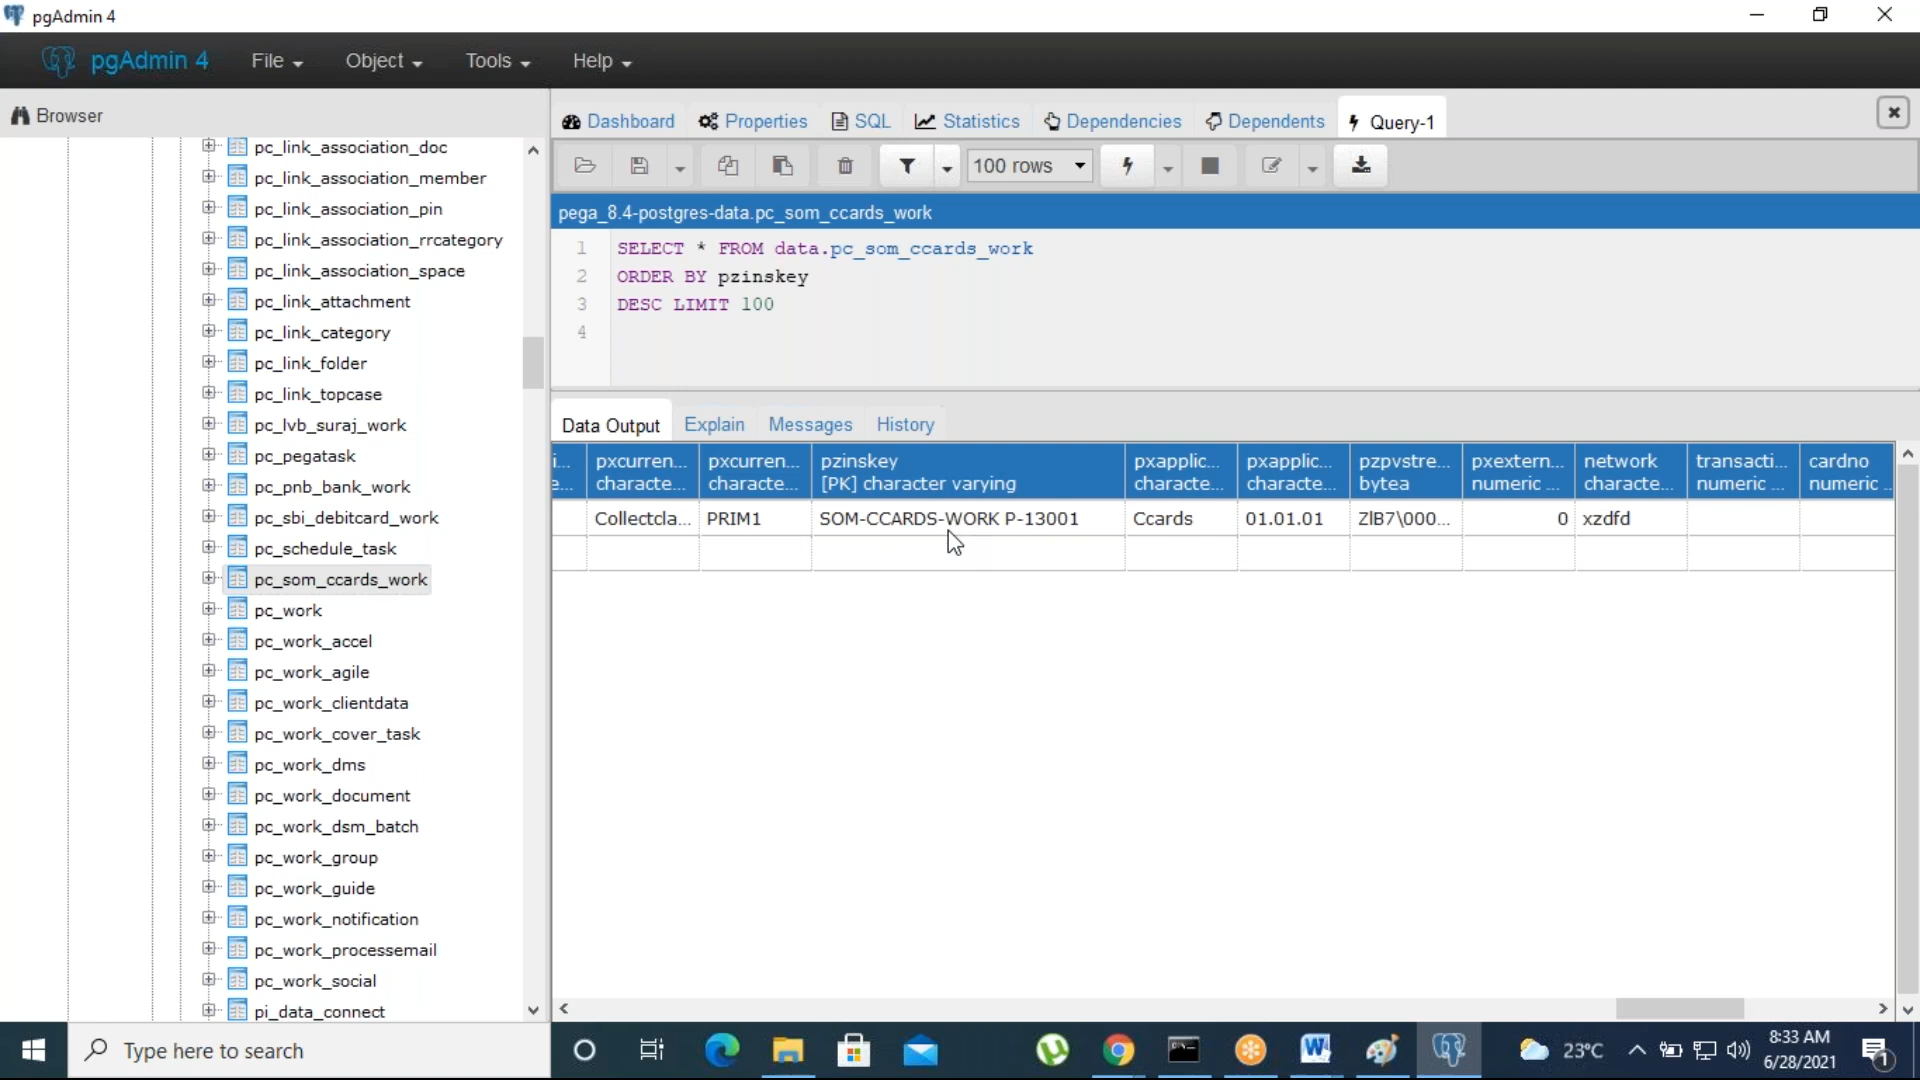 pgAdmin 4
pgAdmin 4 File Object Tools Help
Browser
Dashboard Properties SQL Statistics Dependencies Dependents Query-1
100 rows
pega_8.4-postgres-data.pc_som_ccards_work
1 SELECT * FROM data.pc_som_ccards_work
2 ORDER BY pzinskey
3 DESC LIMIT 100
4
Data Output Explain Messages History
i... pxcurren... pxcurren... pzinskey pxapplic... pxapplic... pzpvstre... pxextern... network transacti... cardno
e... characte... characte... [PK] character varying characte... characte... bytea numeric ... characte... numeric ... numeric ...
Collectcla... PRIM1 SOM-CCARDS-WORK P-13001 Ccards 01.01.01 ZlB7\000... 0 xzdfd
pc_link_association_doc
pc_link_association_member
pc_link_association_pin
pc_link_association_rrcategory
pc_link_association_space
pc_link_attachment
pc_link_category
pc_link_folder
pc_link_topcase
pc_lvb_suraj_work
pc_pegatask
pc_pnb_bank_work
pc_sbi_debitcard_work
pc_schedule_task
pc_som_ccards_work
pc_work
pc_work_accel
pc_work_agile
pc_work_clientdata
pc_work_cover_task
pc_work_dms
pc_work_document
pc_work_dsm_batch
pc_work_group
pc_work_guide
pc_work_notification
pc_work_processemail
pc_work_social
pi_data_connect
Type here to search
23°C
8:33 AM
6/28/2021
1